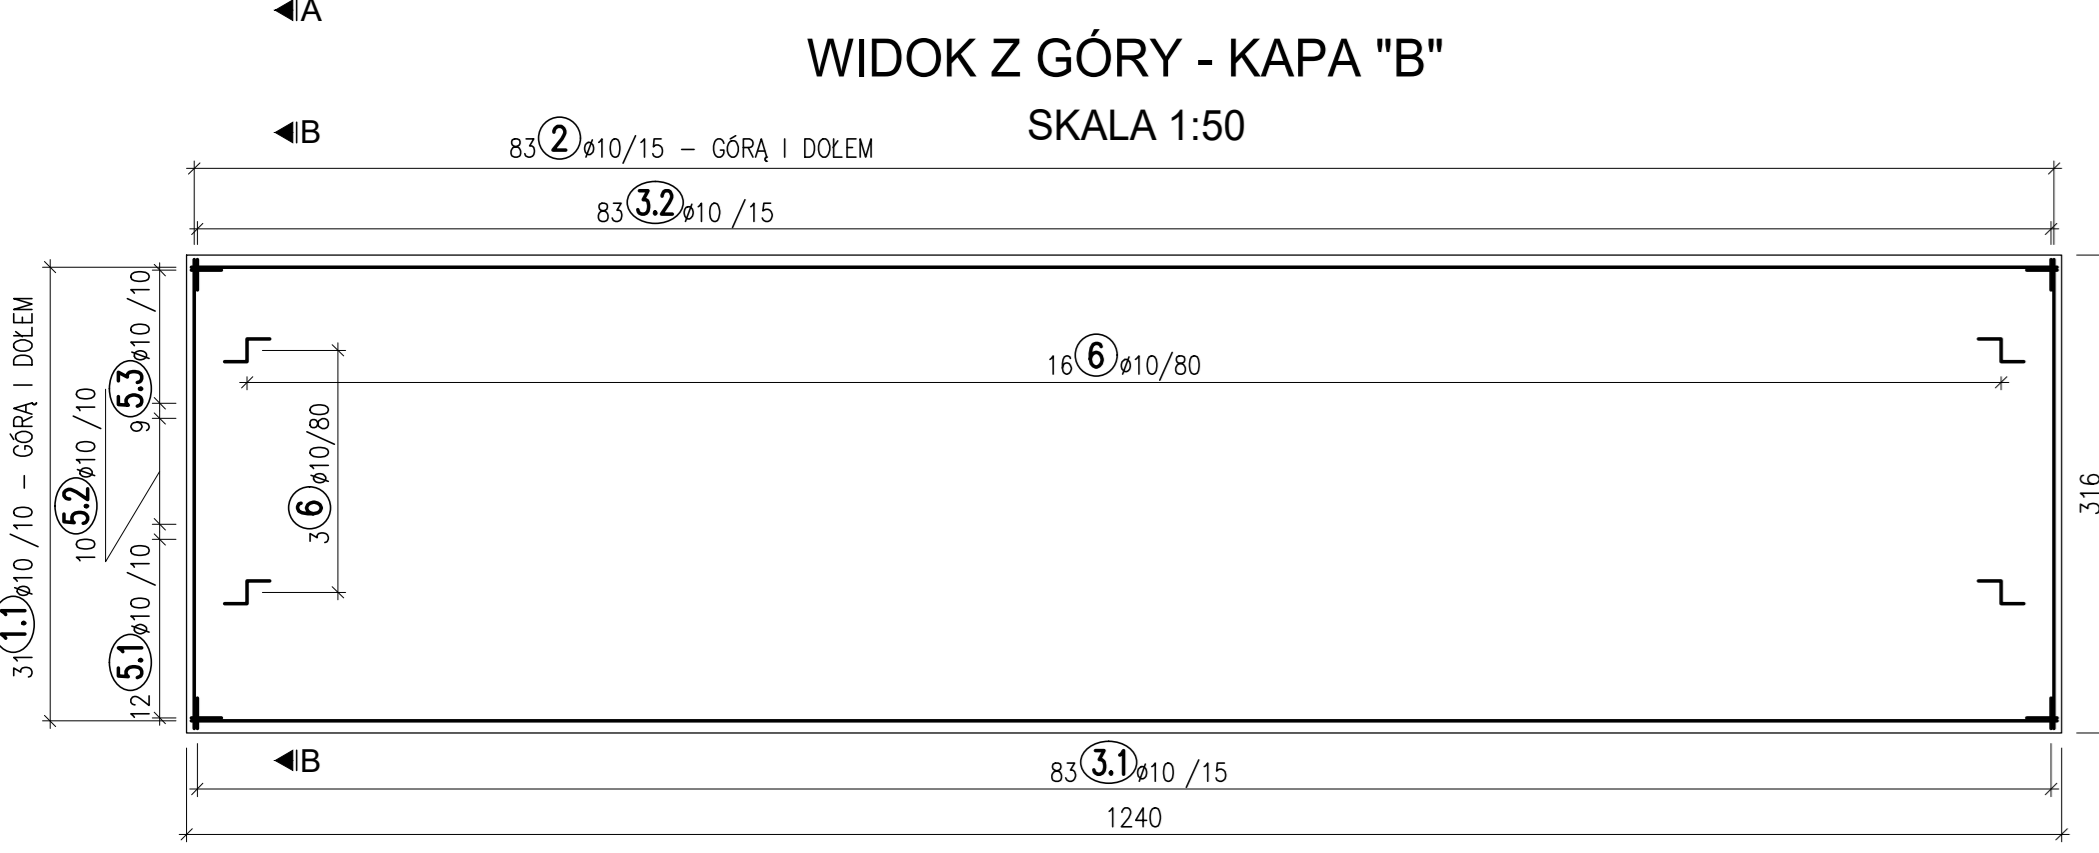 A
WIDOK Z GÓRY - KAPA "B"
B
SKALA 1:50
83 2 ø10/15 - GÓRĄ I DOŁEM
83 3.2 ø10 /15
31 1.1 ø10 /10 - GÓRĄ I DOŁEM
10 5.2 ø10 /10
9 5.3 ø10 /10
12 5.1 ø10 /10
3 6 ø10/80
16 6 ø10/80
316
B
83 3.1 ø10 /15
1240